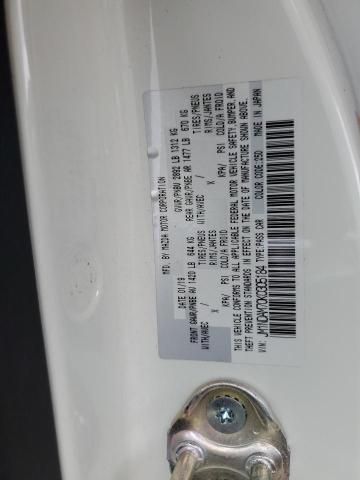 MFD. BY MAZDA MOTOR CORPORATION
DATE 01/19 GVWR/PNBV 2892 LB 1312 KG
FRONT GAWR/PNBE AV 1420 LB 644 KG REAR GAWR/PNBE AR 1477 LB 670 KG
WITH/AVEC TIRES/PNEUS WITH/AVEC TIRES/PNEUS
X RIMS/JANTES X RIMS/JANTES
KPA/ PSI COLD/A FROID KPA/ PSI COLD/A FROID
THIS VEHICLE CONFORMS TO ALL APPLICABLE FEDERAL MOTOR VEHICLE SAFETY, BUMPER, AND
THEFT PREVENTION STANDARDS IN EFFECT ON THE DATE OF MANUFACTURE SHOWN ABOVE.
TYPE: PASS CAR MADE IN JAPAN
VIN: COLOR CODE: 25D